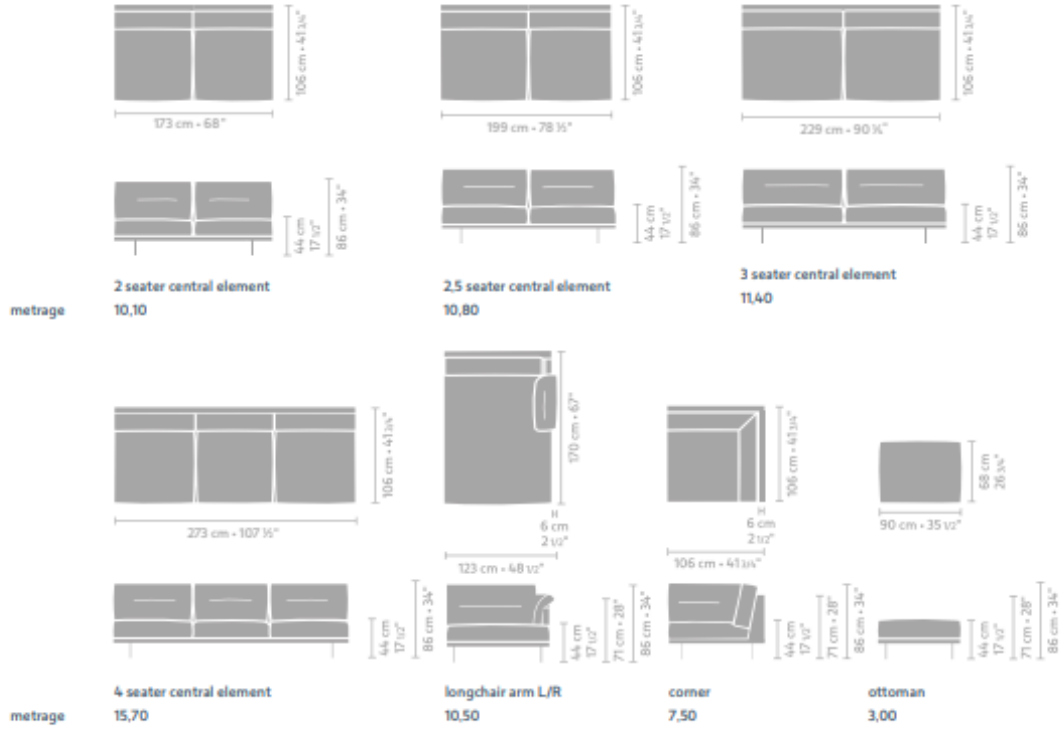 106 cm • 41 3/4"
173 cm • 68"
106 cm • 41 3/4"
199 cm • 78 ½"
106 cm • 41 3/4"
229 cm • 90 ¼"
44 cm
17 1/2"
86 cm • 34"
44 cm
17 1/2"
86 cm • 34"
44 cm
17 1/2"
86 cm • 34"
2 seater central element
2,5 seater central element
3 seater central element
metrage
10,10
10,80
11,40
106 cm • 41 3/4"
273 cm • 107 ½"
170 cm • 67"
6 cm
2 1/2"
123 cm • 48 1/2"
106 cm • 41 3/4"
6 cm
2 1/2"
106 cm • 41 3/4"
68 cm
26 3/4"
90 cm • 35 1/2"
44 cm
17 1/2"
86 cm • 34"
44 cm
17 1/2"
71 cm • 28"
86 cm • 34"
44 cm
17 1/2"
71 cm • 28"
86 cm • 34"
44 cm
17 1/2"
71 cm • 28"
86 cm • 34"
4 seater central element
longchair arm L/R
corner
ottoman
metrage
15,70
10,50
7,50
3,00